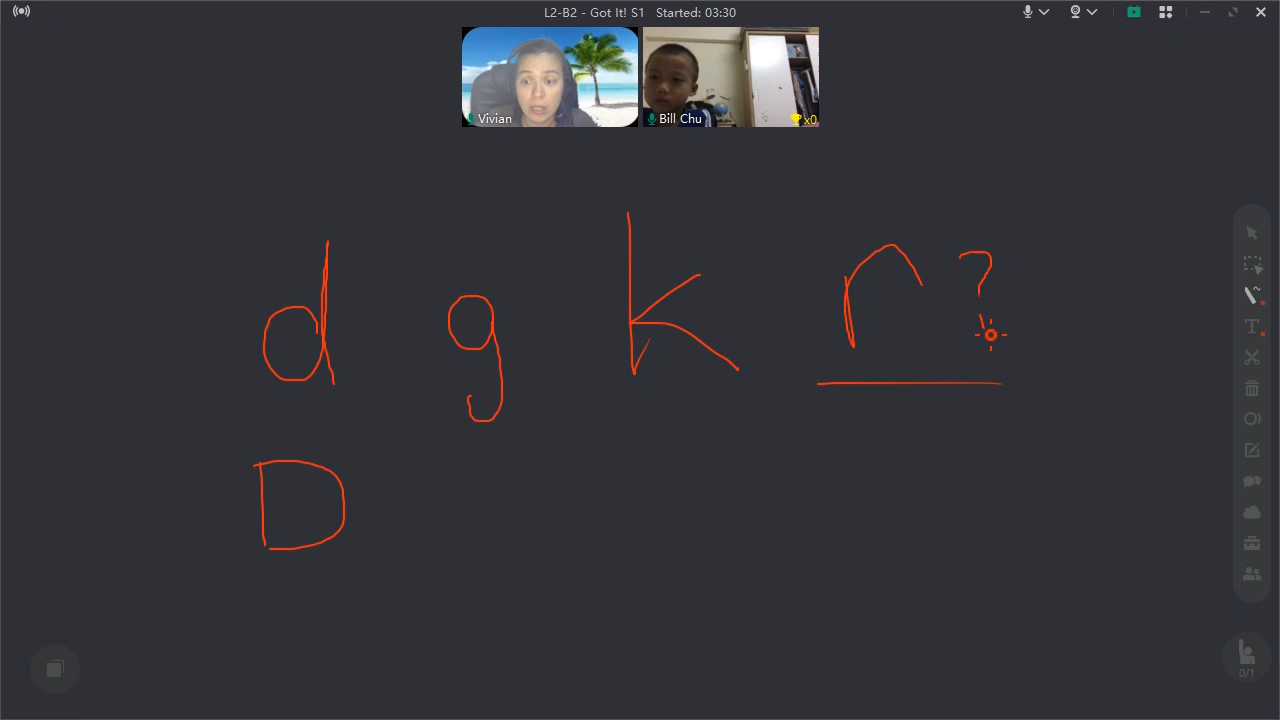 L2-B2 - Got It! S1 Started: 03:30
Vivian
Bill Chu
x0
d g k r ?
D
T
0/1